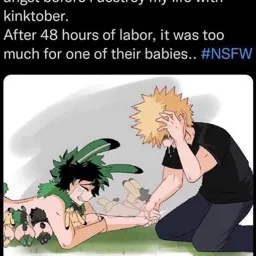 angst before i destroy my life with
kinktober.
After 48 hours of labor, it was too
much for one of their babies.. #NSFW